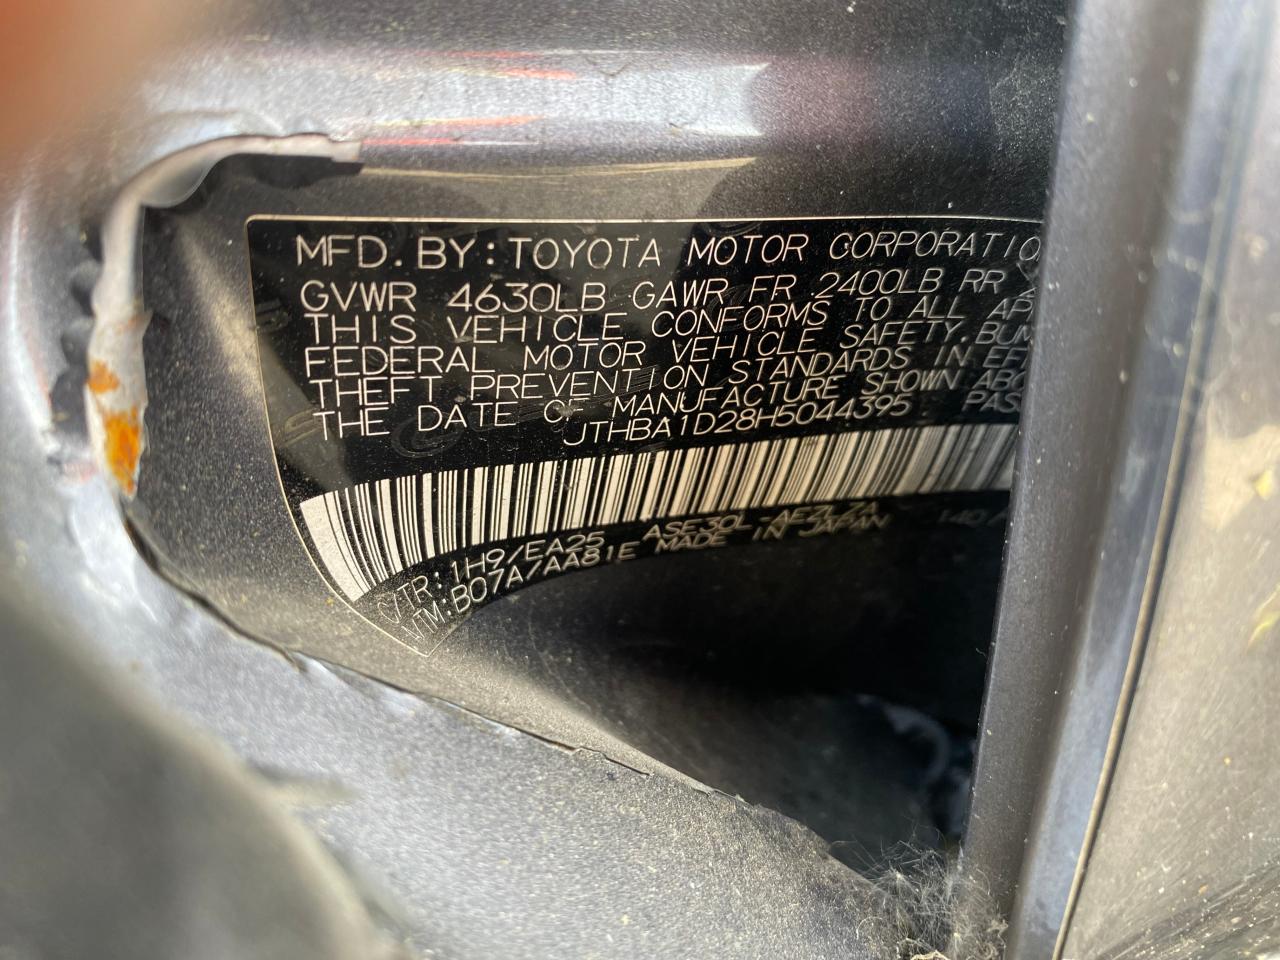 MFD. BY: TOYOTA MOTOR CORPORATIO
GVWR 4630LB GAWR FR 2400LB RR
THIS VEHICLE CONFORMS TO ALL AP
FEDERAL MOTOR VEHICLE SAFETY, BUM
THEFT PREVENTION STANDARDS IN EF
THE DATE OF MANUFACTURE SHOWN ABO
JTHBA1D28H5044395 PAS
C/TR: 1H9/EA25 ASE30L-AEZLZA
VTM: B07A/AA81E MADE IN JAPAN